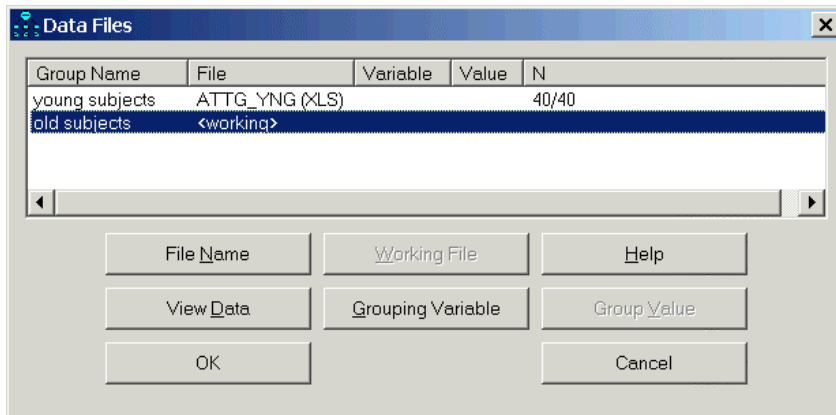 Data Files
Group Name File Variable Value N
young subjects ATTG_YNG (XLS) 40/40
old subjects <working>
File Name Working File Help
View Data Grouping Variable Group Value
OK Cancel